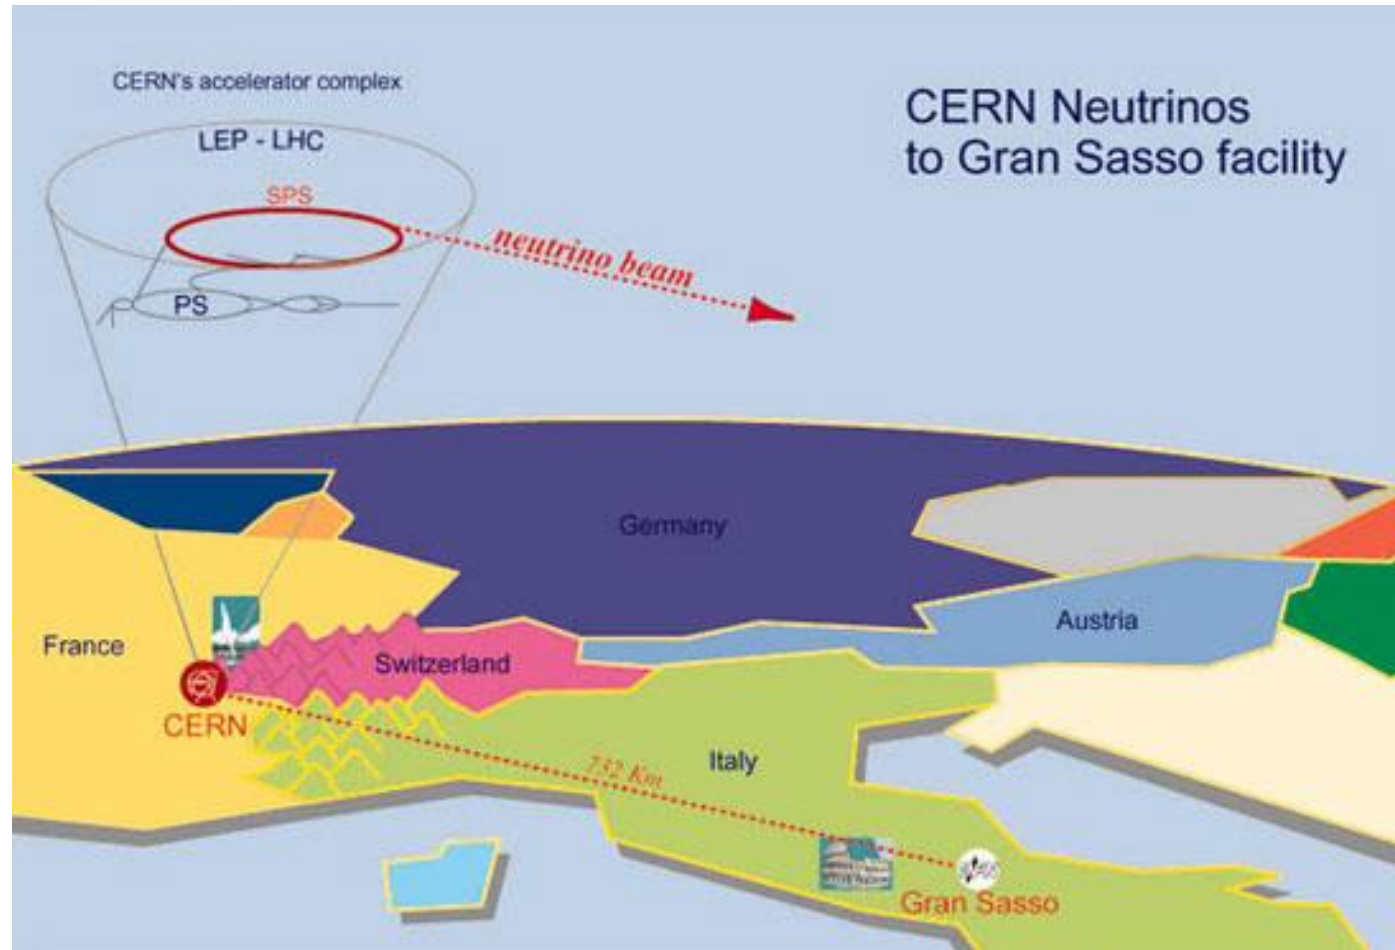 CERN's accelerator complex
LEP - LHC
SPS
PS
neutrino beam
CERN Neutrinos
to Gran Sasso facility
Germany
Austria
France
Switzerland
CERN
732 Km
Italy
Gran Sasso